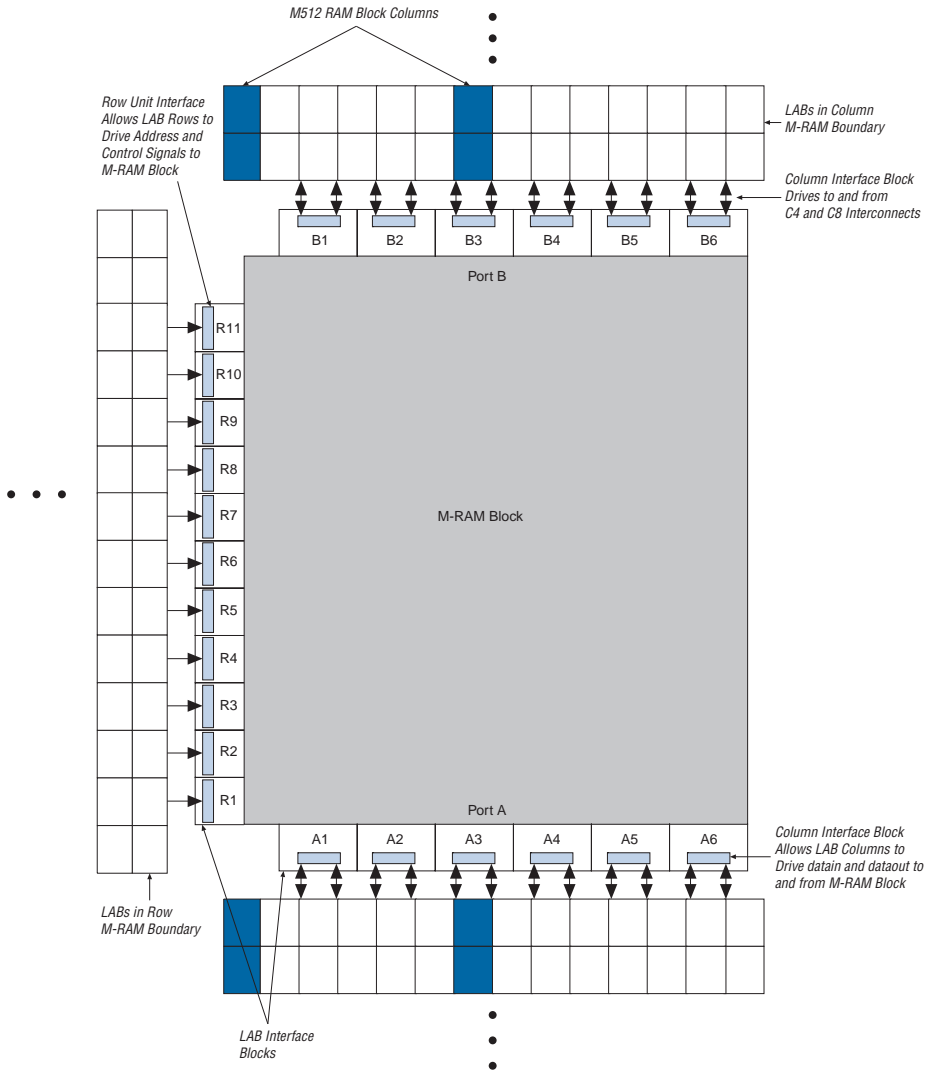 M512 RAM Block Columns
Row Unit Interface
Allows LAB Rows to
Drive Address and
Control Signals to
M-RAM Block
LABs in Column
M-RAM Boundary
Column Interface Block
Drives to and from
C4 and C8 Interconnects
B1 B2 B3 B4 B5 B6
Port B
R11
R10
R9
R8
R7
M-RAM Block
R6
R5
R4
R3
R2
R1
Port A
A1 A2 A3 A4 A5 A6
Column Interface Block
Allows LAB Columns to
Drive datain and dataout to
and from M-RAM Block
LABs in Row
M-RAM Boundary
LAB Interface
Blocks